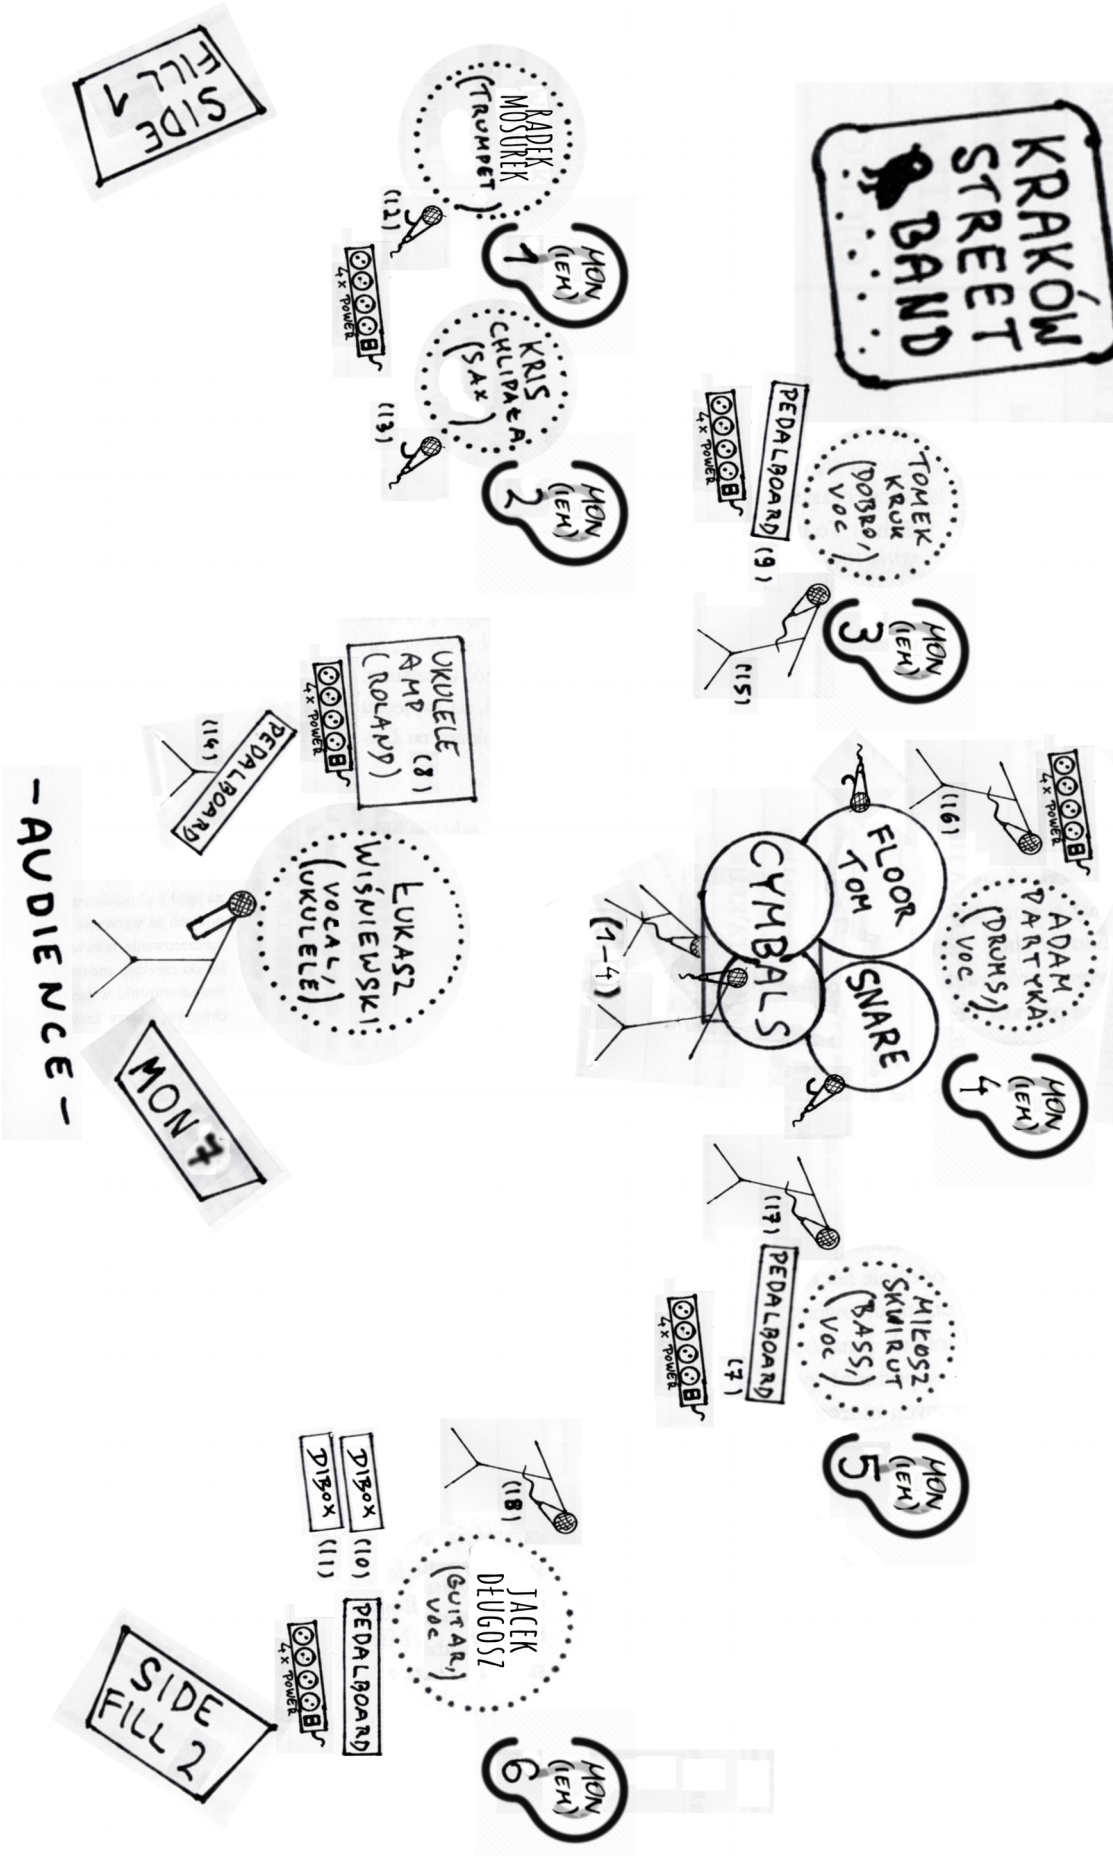 KRAKÓW
STREET
BAND
RADEK
MOSUREK
(TRUMPET)
(12)
4x POWER
MON
(IEM)
1
KRIS
CHLIPAŁA
(SAX)
(13)
MON
(IEM)
2
TOMEK
KRUK
(DOBRO,
VOC)
PEDALBOARD
(9)
4x POWER
(15)
MON
(IEM)
3
4x POWER
(16)
ADAM
PARTYKA
(DRUMS,
VOC)
FLOOR
TOM
SNARE
CYMBALS
(1-4)
MON
(IEM)
4
MIŁOSZ
SKWIRUT
(BASS,
VOC)
(17)
PEDALBOARD
(7)
4x POWER
MON
(IEM)
5
JACEK
DŁUGOSZ
(GUITAR,
VOC)
(18)
DIBOX
(10)
DIBOX
(11)
PEDALBOARD
4x POWER
MON
(IEM)
6
UKULELE
AMP (8)
(ROLAND)
4x POWER
(14)
PEDALBOARD
ŁUKASZ
WIŚNIEWSKI
(VOCAL,
UKULELE)
MON 7
SIDE
FILL 1
SIDE
FILL 2
- AUDIENCE -